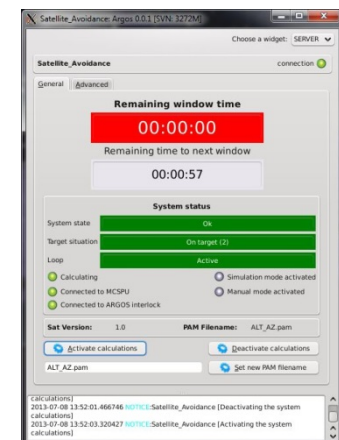 Satellite_Avoidance: Argos 0.0.1 [SVN: 3272M]
Choose a widget: SERVER
Satellite_Avoidance connection
General Advanced
Remaining window time
00:00:00
Remaining time to next window
00:00:57
System status
System state Ok
Target situation On target (2)
Loop Active
Calculating Simulation mode activated
Connected to MCSPU Manual mode activated
Connected to ARGOS interlock
Sat Version: 1.0 PAM Filename: ALT_AZ.pam
Activate calculations Deactivate calculations
ALT_AZ.pam Set new PAM filename
calculations]
2013-07-08 13:52:01.466746 NOTICE:Satellite_Avoidance [Deactivating the system
calculations]
2013-07-08 13:52:03.320427 NOTICE:Satellite_Avoidance [Activating the system
calculations]